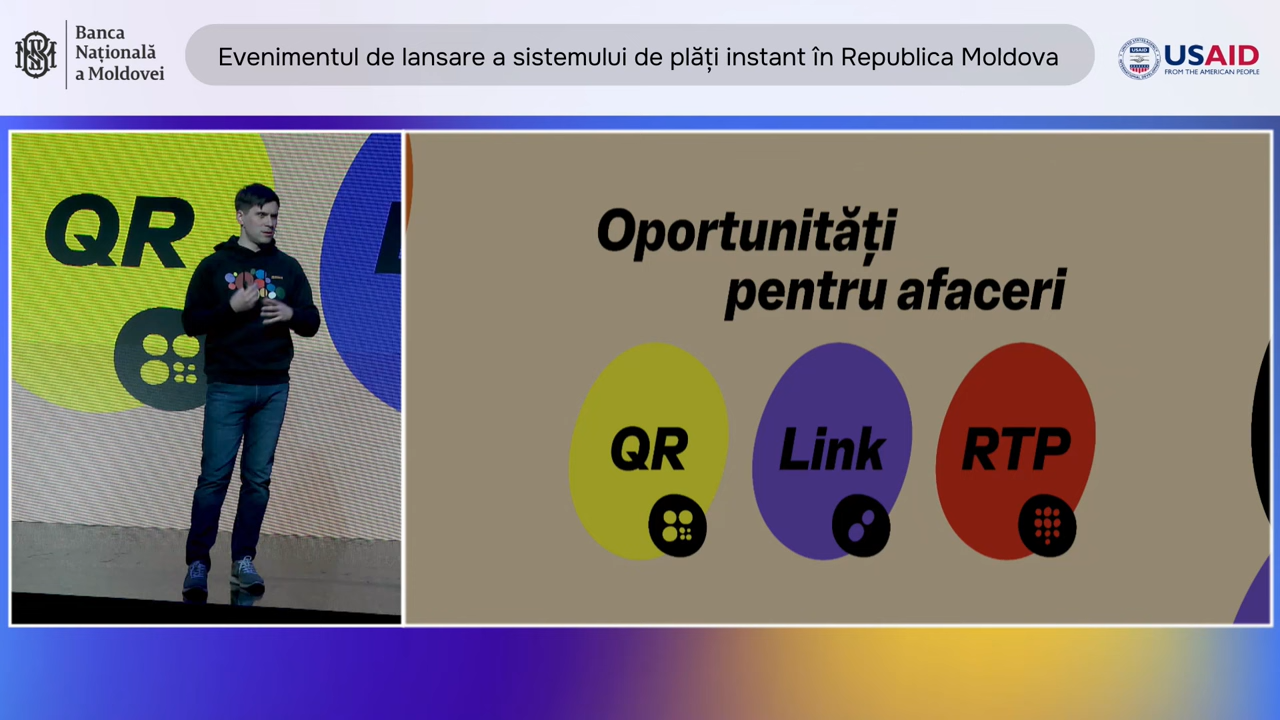 Banca
Națională
a Moldovei
Evenimentul de lansare a sistemului de plăți instant în Republica Moldova
USAID
FROM THE AMERICAN PEOPLE
QR
Oportunități
pentru afaceri
QR
Link
RTP